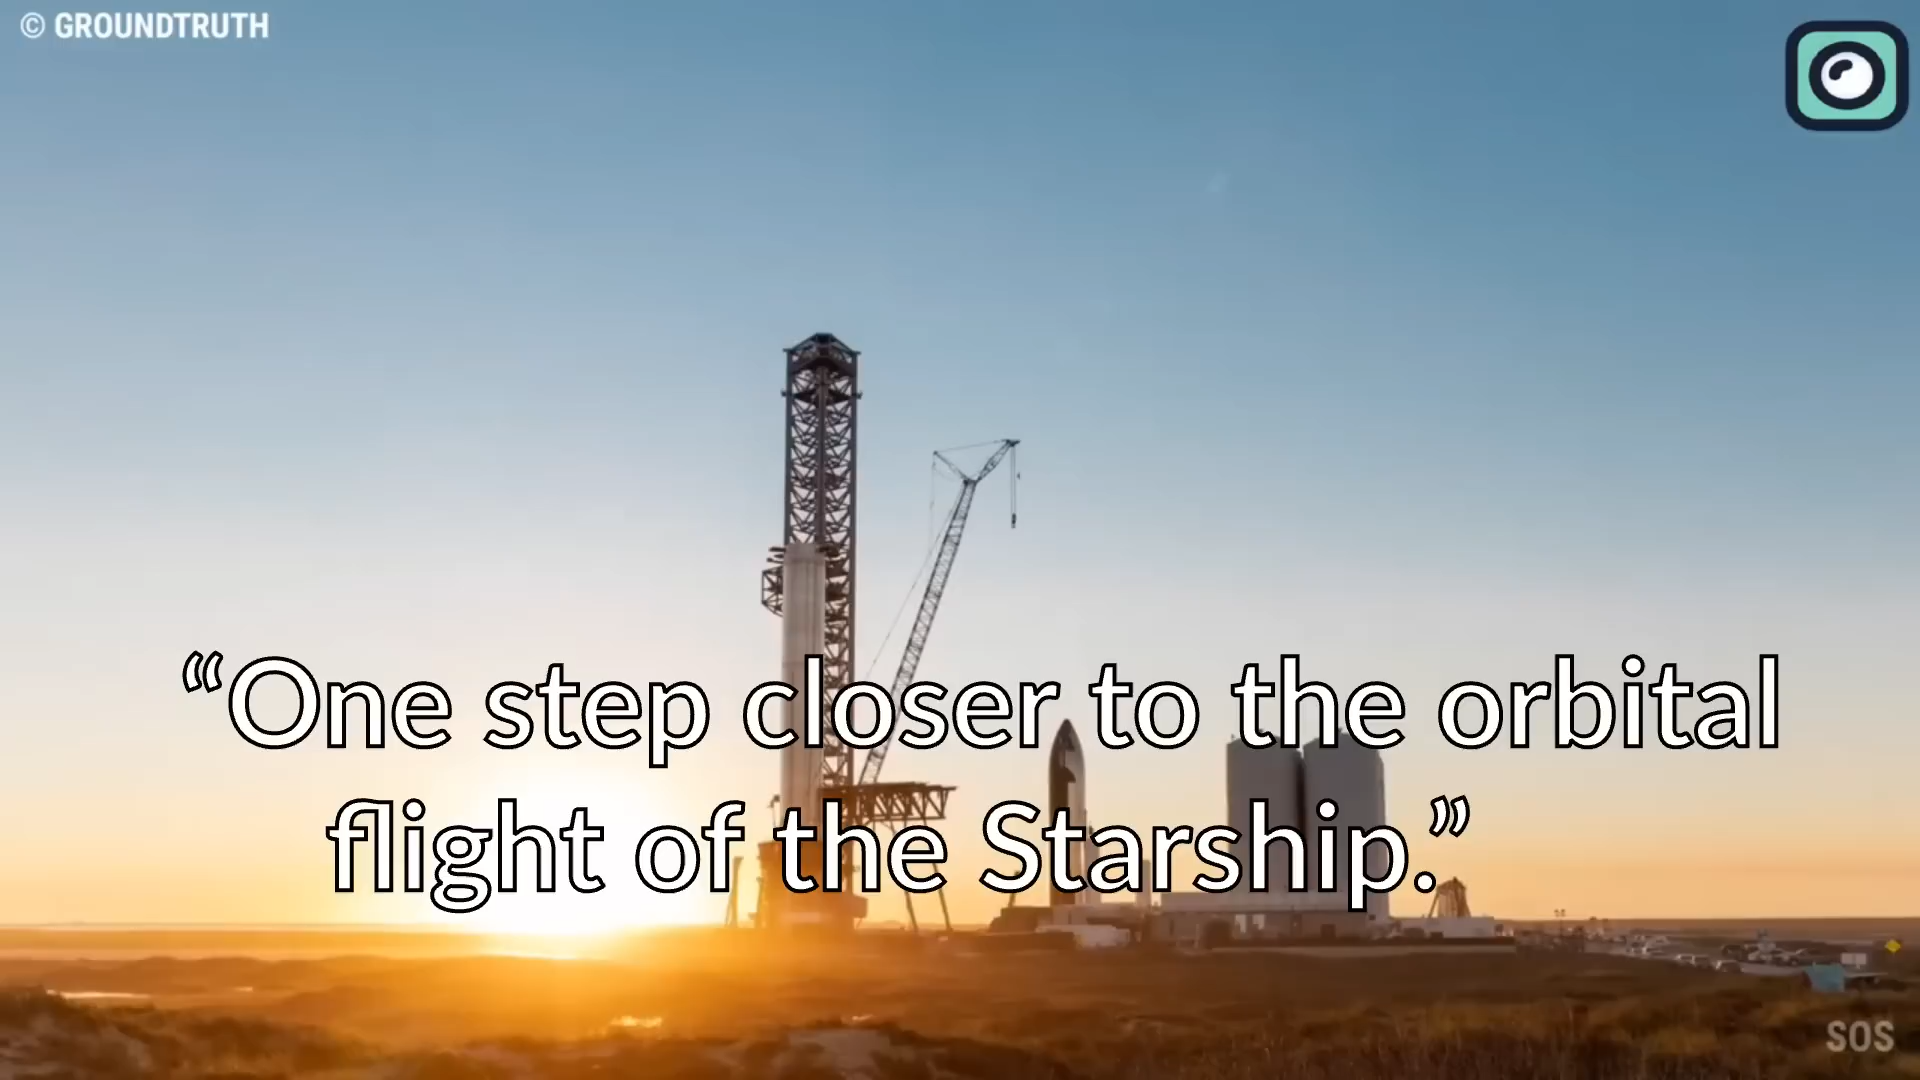 © GROUNDTRUTH
“One step closer to the orbital
flight of the Starship.”
SOS